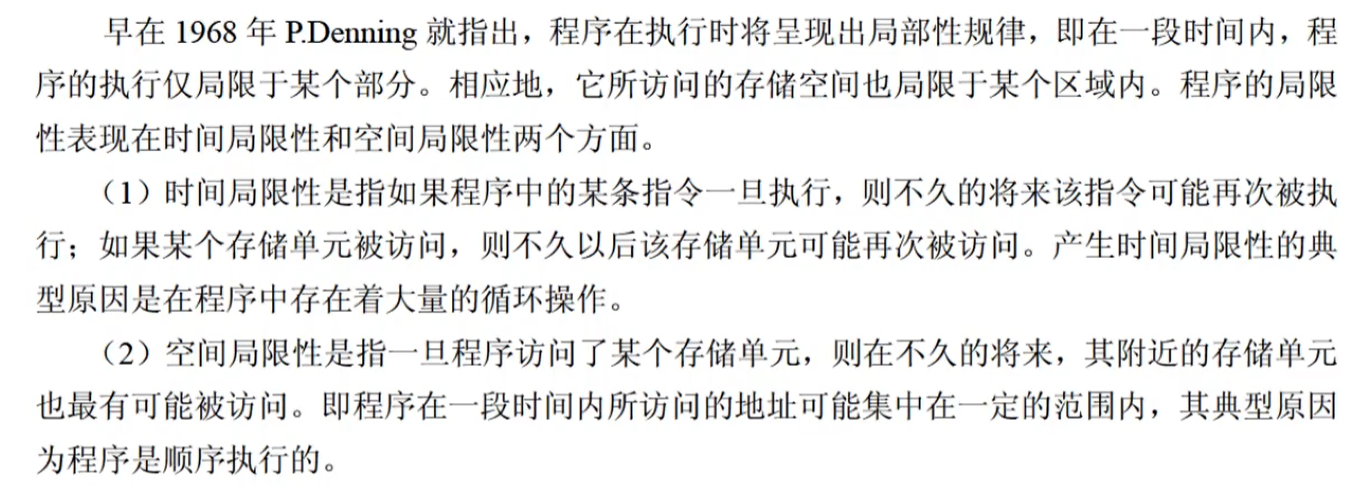 早在 1968 年 P.Denning 就指出，程序在执行时将呈现出局部性规律，即在一段时间内，程
序的执行仅局限于某个部分。相应地，它所访问的存储空间也局限于某个区域内。程序的局限
性表现在时间局限性和空间局限性两个方面。
（1）时间局限性是指如果程序中的某条指令一旦执行，则不久的将来该指令可能再次被执
行；如果某个存储单元被访问，则不久以后该存储单元可能再次被访问。产生时间局限性的典
型原因是在程序中存在着大量的循环操作。
（2）空间局限性是指一旦程序访问了某个存储单元，则在不久的将来，其附近的存储单元
也最有可能被访问。即程序在一段时间内所访问的地址可能集中在一定的范围内，其典型原因
为程序是顺序执行的。